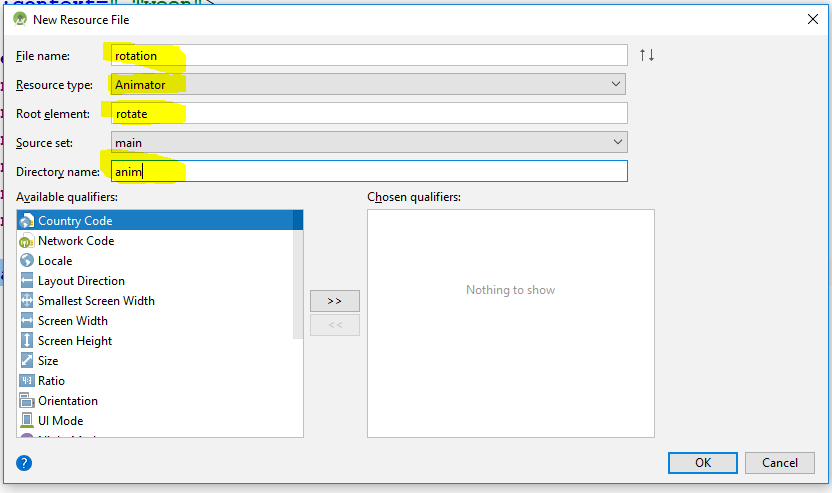 :context=".Tween">
New Resource File
File name: rotation
Resource type: Animator
Root element: rotate
Source set: main
Directory name: anim
Available qualifiers: Chosen qualifiers:
Country Code
Network Code
Locale
Layout Direction
Smallest Screen Width
Screen Width
Screen Height
Size
Ratio
Orientation
UI Mode
Nothing to show
>>
<<
?
OK Cancel